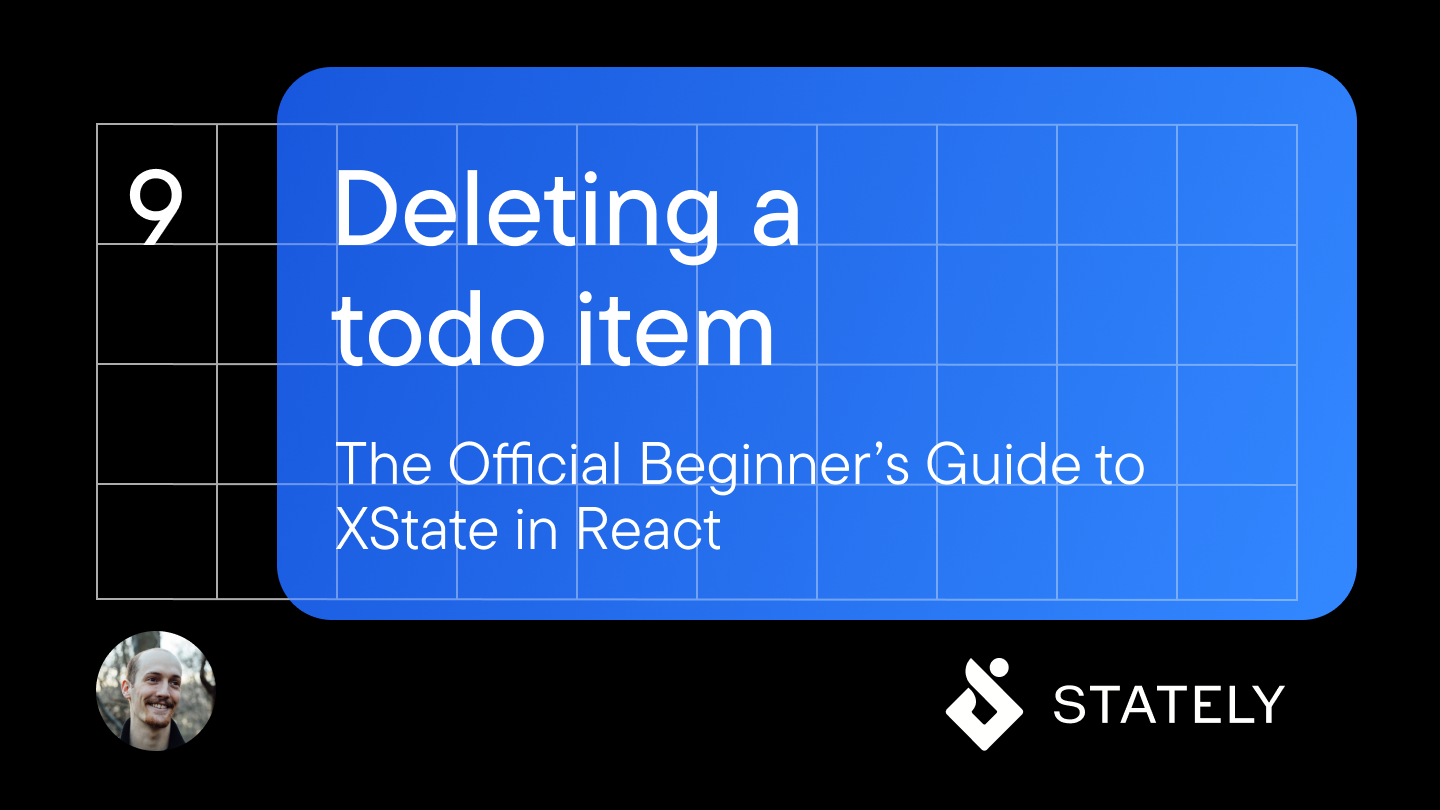 9
Deleting a
todo item
The Official Beginner’s Guide to
XState in React
STATELY